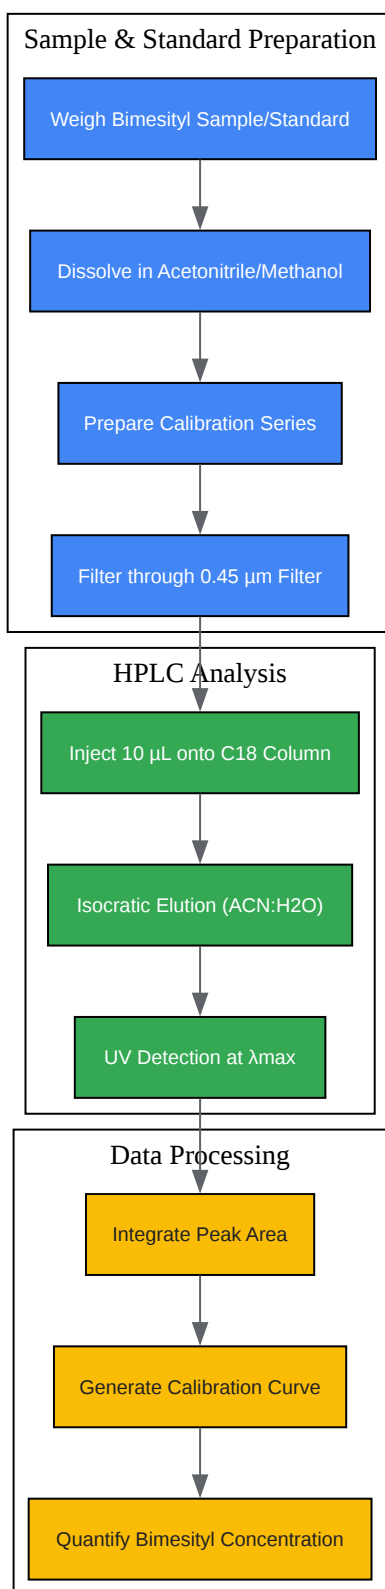 Sample & Standard Preparation
Weigh Bimesityl Sample/Standard
Dissolve in Acetonitrile/Methanol
Prepare Calibration Series
Filter through 0.45 µm Filter
HPLC Analysis
Inject 10 µL onto C18 Column
Isocratic Elution (ACN:H2O)
UV Detection at λmax
Data Processing
Integrate Peak Area
Generate Calibration Curve
Quantify Bimesityl Concentration